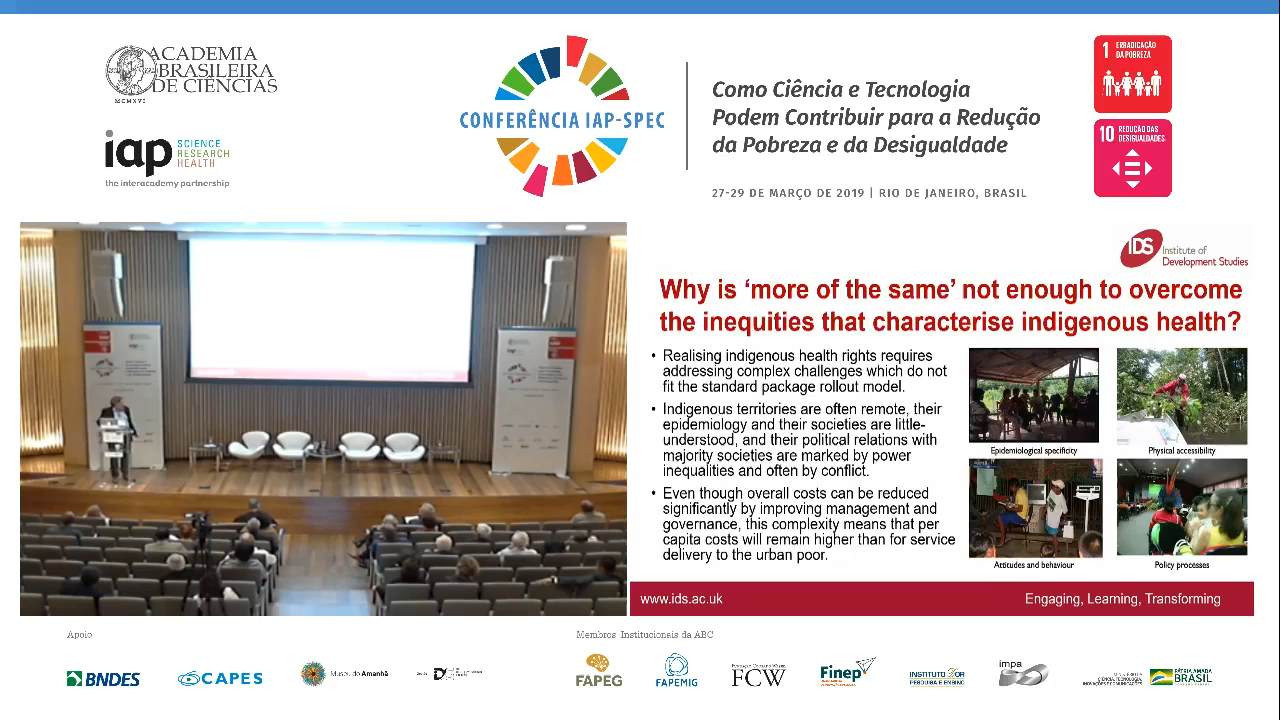 ACADEMIA
BRASILEIRA
DE CIÊNCIAS
MCMXVI
iap SCIENCE
RESEARCH
HEALTH
the interacademy partnership
CONFERÊNCIA IAP-SPEC
Como Ciência e Tecnologia
Podem Contribuir para a Redução
da Pobreza e da Desigualdade
27-29 DE MARÇO DE 2019 | RIO DE JANEIRO, BRASIL
1 ERRADICAÇÃO
DA POBREZA
10 REDUÇÃO DAS
DESIGUALDADES
IDS Institute of
Development Studies
Why is ‘more of the same’ not enough to overcome
the inequities that characterise indigenous health?
• Realising indigenous health rights requires
addressing complex challenges which do not
fit the standard package rollout model.
• Indigenous territories are often remote, their
epidemiology and their societies are little-
understood, and their political relations with
majority societies are marked by power
inequalities and often by conflict.
• Even though overall costs can be reduced
significantly by improving management and
governance, this complexity means that per
capita costs will remain higher than for service
delivery to the urban poor.
Epidemiological specificity
Physical accessibility
Attitudes and behaviour
Policy processes
www.ids.ac.uk
Engaging, Learning, Transforming
Apoio
Membros Institucionais da ABC
BNDES
CAPES
Museu do Amanhã
FAPEG
FAPEMIG
FCW
Finep
INSTITUTO D'OR
PESQUISA E ENSINO
impa
PÁTRIA AMADA
BRASIL